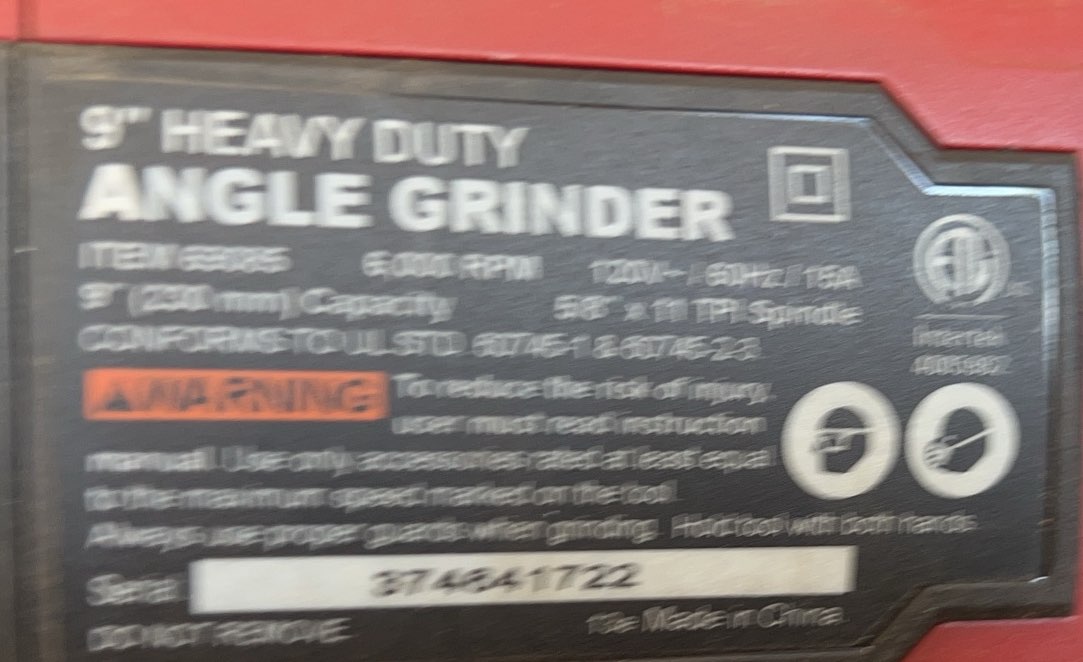 9" HEAVY DUTY
ANGLE GRINDER
ITEM 6,000 RPM 120V~ / 60Hz / 15A
9" (230 mm) Capacity 5/8" x 11 TPI Spindle
CONFORMS TO UL STD. 60745-1 & 60745-2-3
Intertek
⚠WARNING To reduce the risk of injury,
user must read instruction
manual. Use only accessories rated at least equal
to the maximum speed marked on the tool.
Always use proper guards when grinding. Hold tool with both hands.
Serial 374641722
DO NOT REMOVE. Made in China